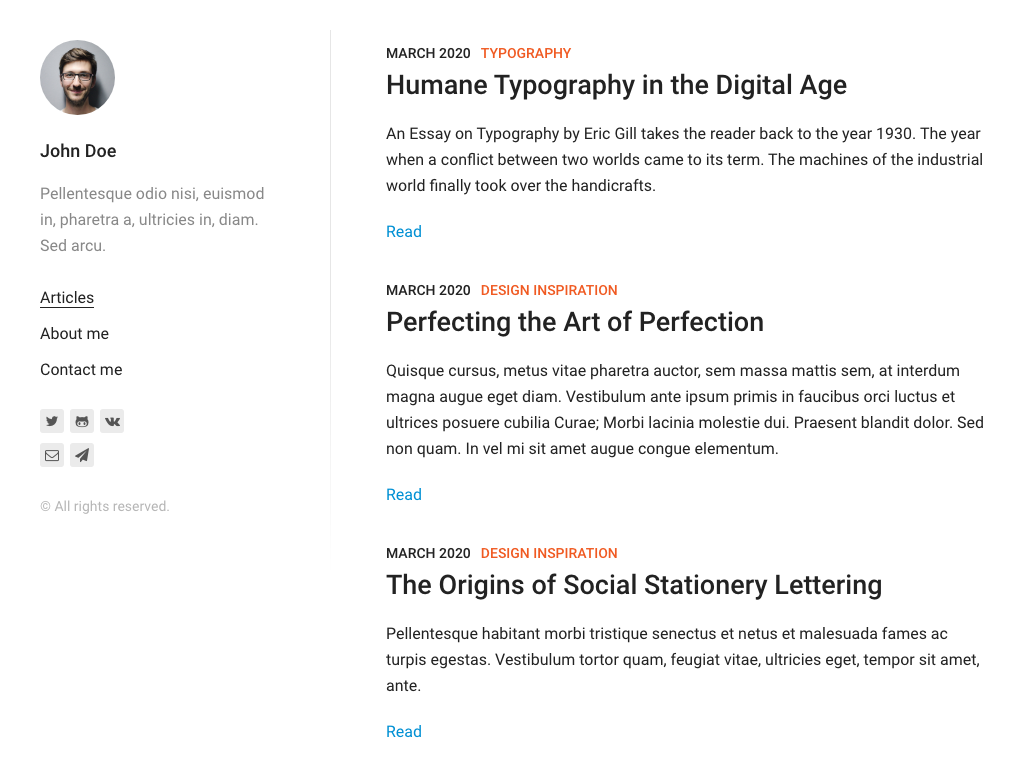 John Doe
Pellentesque odio nisi, euismod
in, pharetra a, ultricies in, diam.
Sed arcu.
Articles
About me
Contact me
© All rights reserved.
MARCH 2020 TYPOGRAPHY
Humane Typography in the Digital Age
An Essay on Typography by Eric Gill takes the reader back to the year 1930. The year
when a conflict between two worlds came to its term. The machines of the industrial
world finally took over the handicrafts.
Read
MARCH 2020 DESIGN INSPIRATION
Perfecting the Art of Perfection
Quisque cursus, metus vitae pharetra auctor, sem massa mattis sem, at interdum
magna augue eget diam. Vestibulum ante ipsum primis in faucibus orci luctus et
ultrices posuere cubilia Curae; Morbi lacinia molestie dui. Praesent blandit dolor. Sed
non quam. In vel mi sit amet augue congue elementum.
Read
MARCH 2020 DESIGN INSPIRATION
The Origins of Social Stationery Lettering
Pellentesque habitant morbi tristique senectus et netus et malesuada fames ac
turpis egestas. Vestibulum tortor quam, feugiat vitae, ultricies eget, tempor sit amet,
ante.
Read